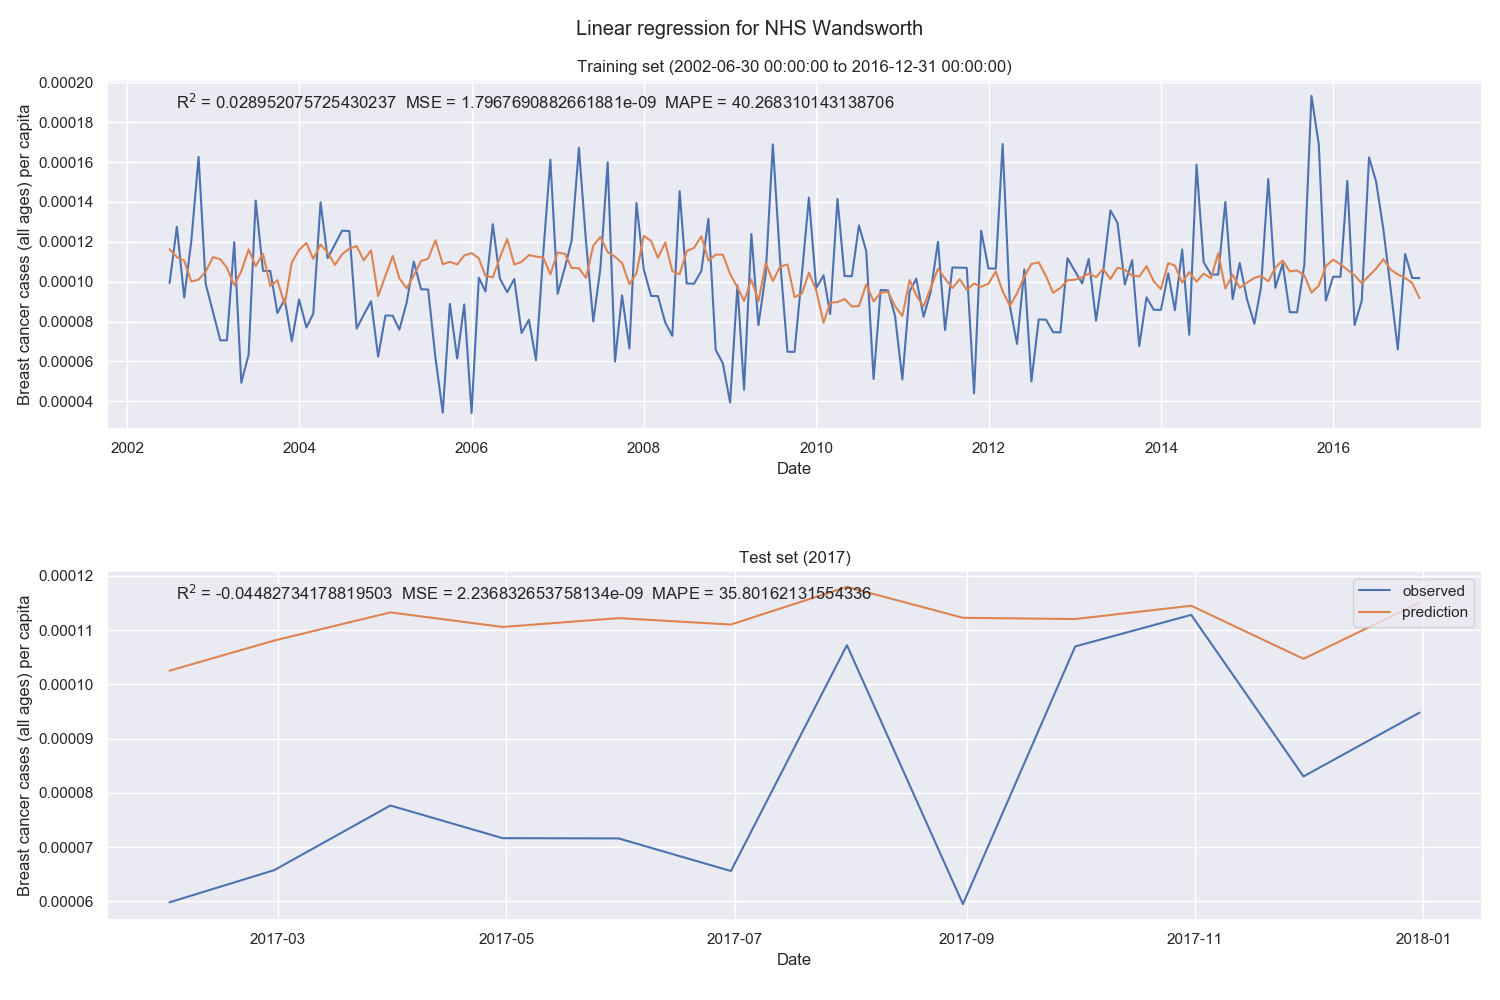 Linear regression for NHS Wandsworth
Training set (2002-06-30 00:00:00 to 2016-12-31 00:00:00)
R² = 0.028952075725430237 MSE = 1.7967690882661881e-09 MAPE = 40.268310143138706
Breast cancer cases (all ages) per capita
0.00020
0.00018
0.00016
0.00014
0.00012
0.00010
0.00008
0.00006
0.00004
2002 2004 2006 2008 2010 2012 2014 2016
Date
Test set (2017)
R² = -0.04482734178819503 MSE = 2.236832653758134e-09 MAPE = 35.80162131554336
observed
prediction
Breast cancer cases (all ages) per capita
0.00012
0.00011
0.00010
0.00009
0.00008
0.00007
0.00006
2017-03 2017-05 2017-07 2017-09 2017-11 2018-01
Date